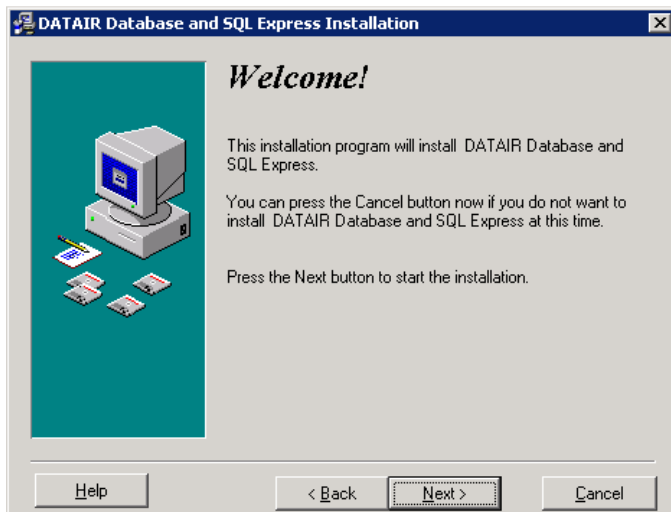 DATAIR Database and SQL Express Installation
Welcome!
This installation program will install DATAIR Database and
SQL Express.
You can press the Cancel button now if you do not want to
install DATAIR Database and SQL Express at this time.
Press the Next button to start the installation.
Help
< Back
Next >
Cancel